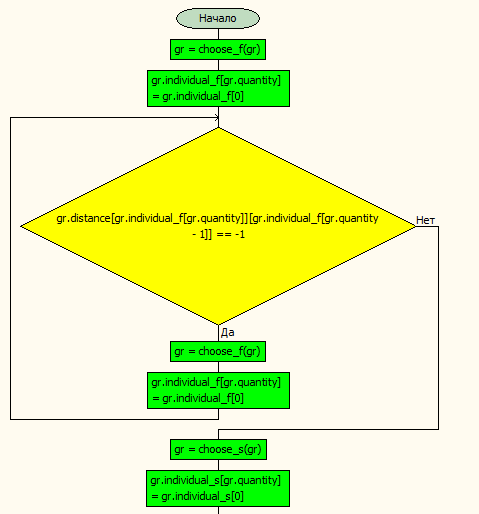 Начало
gr = choose_f(gr)
gr.individual_f[gr.quantity]
= gr.individual_f[0]
gr.distance[gr.individual_f[gr.quantity]][gr.individual_f[gr.quantity
- 1]] == -1
Нет
Да
gr = choose_f(gr)
gr.individual_f[gr.quantity]
= gr.individual_f[0]
gr = choose_s(gr)
gr.individual_s[gr.quantity]
= gr.individual_s[0]